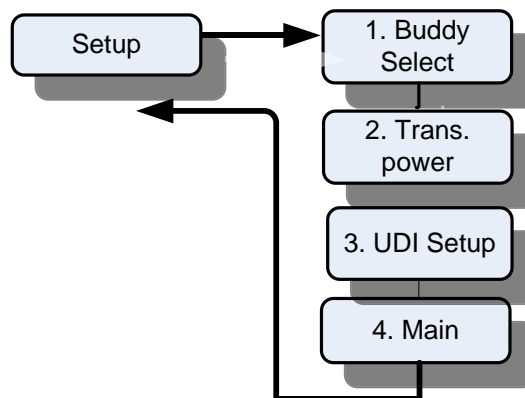 Setup
1. Buddy
Select
2. Trans.
power
3. UDI Setup
4. Main